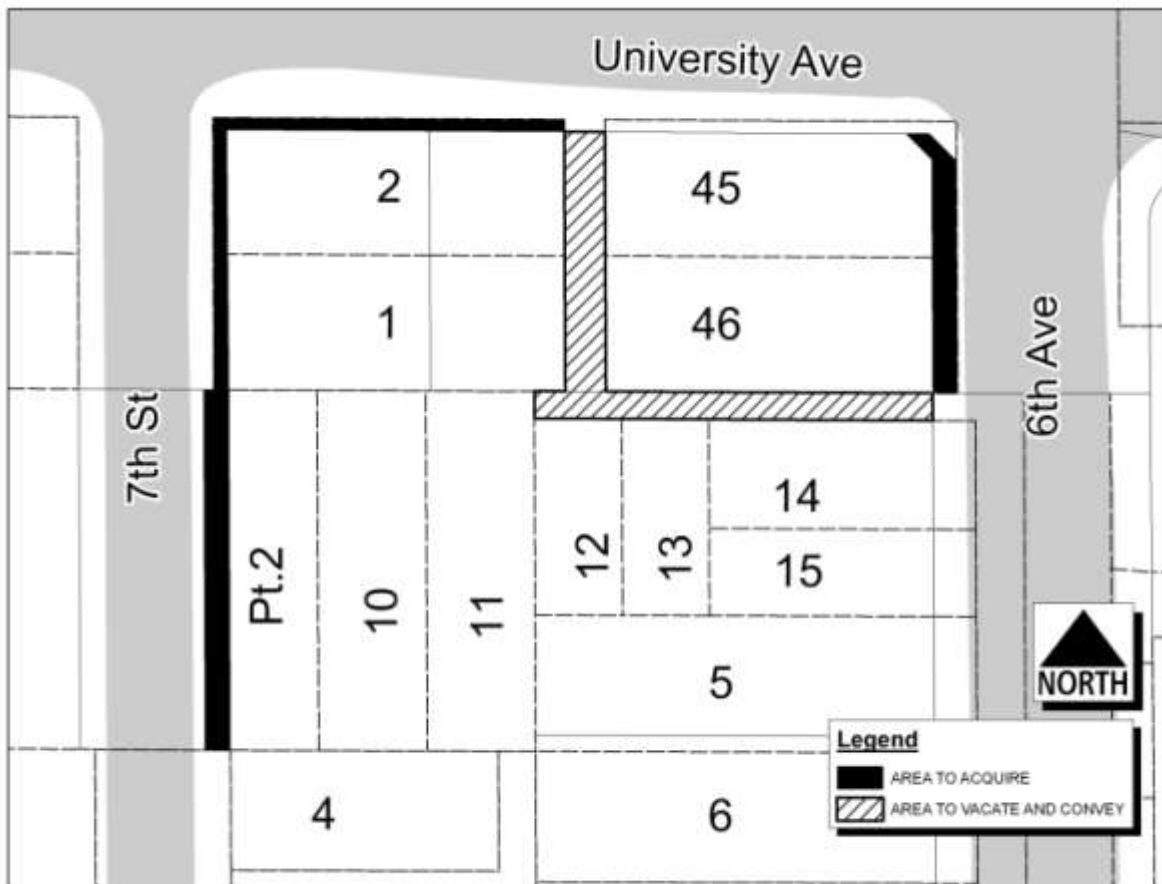 University Ave
2
45
1
46
7th St
6th Ave
Pt.2
10
11
12
13
14
15
5
NORTH
4
6
Legend
AREA TO ACQUIRE
AREA TO VACATE AND CONVEY